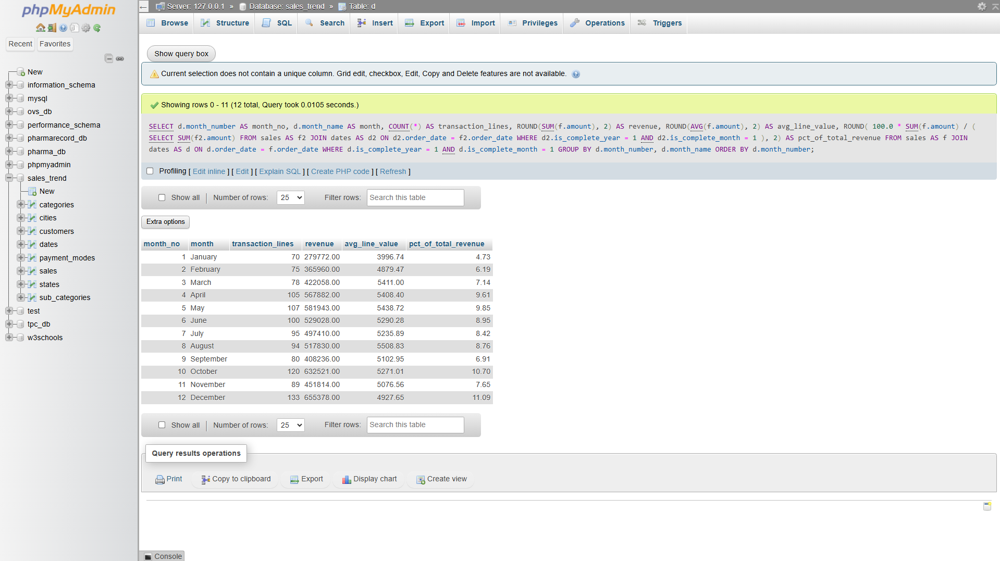 phpMyAdmin
Recent Favorites
New
information_schema
mysql
ovs_db
performance_schema
pharmarecord_db
pharma_db
phpmyadmin
sales_trend
New
categories
cities
customers
dates
payment_modes
sales
states
sub_categories
test
tpc_db
w3schools
Server: 127.0.0.1 » Database: sales_trend » Table: d
Browse Structure SQL Search Insert Export Import Privileges Operations Triggers
Show query box
Current selection does not contain a unique column. Grid edit, checkbox, Edit, Copy and Delete features are not available.
Showing rows 0 - 11 (12 total, Query took 0.0105 seconds.)
SELECT d.month_number AS month_no, d.month_name AS month, COUNT(*) AS transaction_lines, ROUND(SUM(f.amount), 2) AS revenue, ROUND(AVG(f.amount), 2) AS avg_line_value, ROUND( 100.0 * SUM(f.amount) / (
SELECT SUM(f2.amount) FROM sales AS f2 JOIN dates AS d2 ON d2.order_date = f2.order_date WHERE d2.is_complete_year = 1 AND d2.is_complete_month = 1 ), 2) AS pct_of_total_revenue FROM sales AS f JOIN
dates AS d ON d.order_date = f.order_date WHERE d.is_complete_year = 1 AND d.is_complete_month = 1 GROUP BY d.month_number, d.month_name ORDER BY d.month_number;
Profiling [ Edit inline ] [ Edit ] [ Explain SQL ] [ Create PHP code ] [ Refresh ]
Show all Number of rows: 25 Filter rows: Search this table
Extra options
month_no month transaction_lines revenue avg_line_value pct_of_total_revenue
1 January 70 279772.00 3996.74 4.73
2 February 75 365960.00 4879.47 6.19
3 March 78 422058.00 5411.00 7.14
4 April 105 567882.00 5408.40 9.61
5 May 107 581943.00 5438.72 9.85
6 June 100 529028.00 5290.28 8.95
7 July 95 497410.00 5235.89 8.42
8 August 94 517830.00 5508.83 8.76
9 September 80 408236.00 5102.95 6.91
10 October 120 632521.00 5271.01 10.70
11 November 89 451814.00 5076.56 7.65
12 December 133 655378.00 4927.65 11.09
Show all Number of rows: 25 Filter rows: Search this table
Query results operations
Print Copy to clipboard Export Display chart Create view
Console